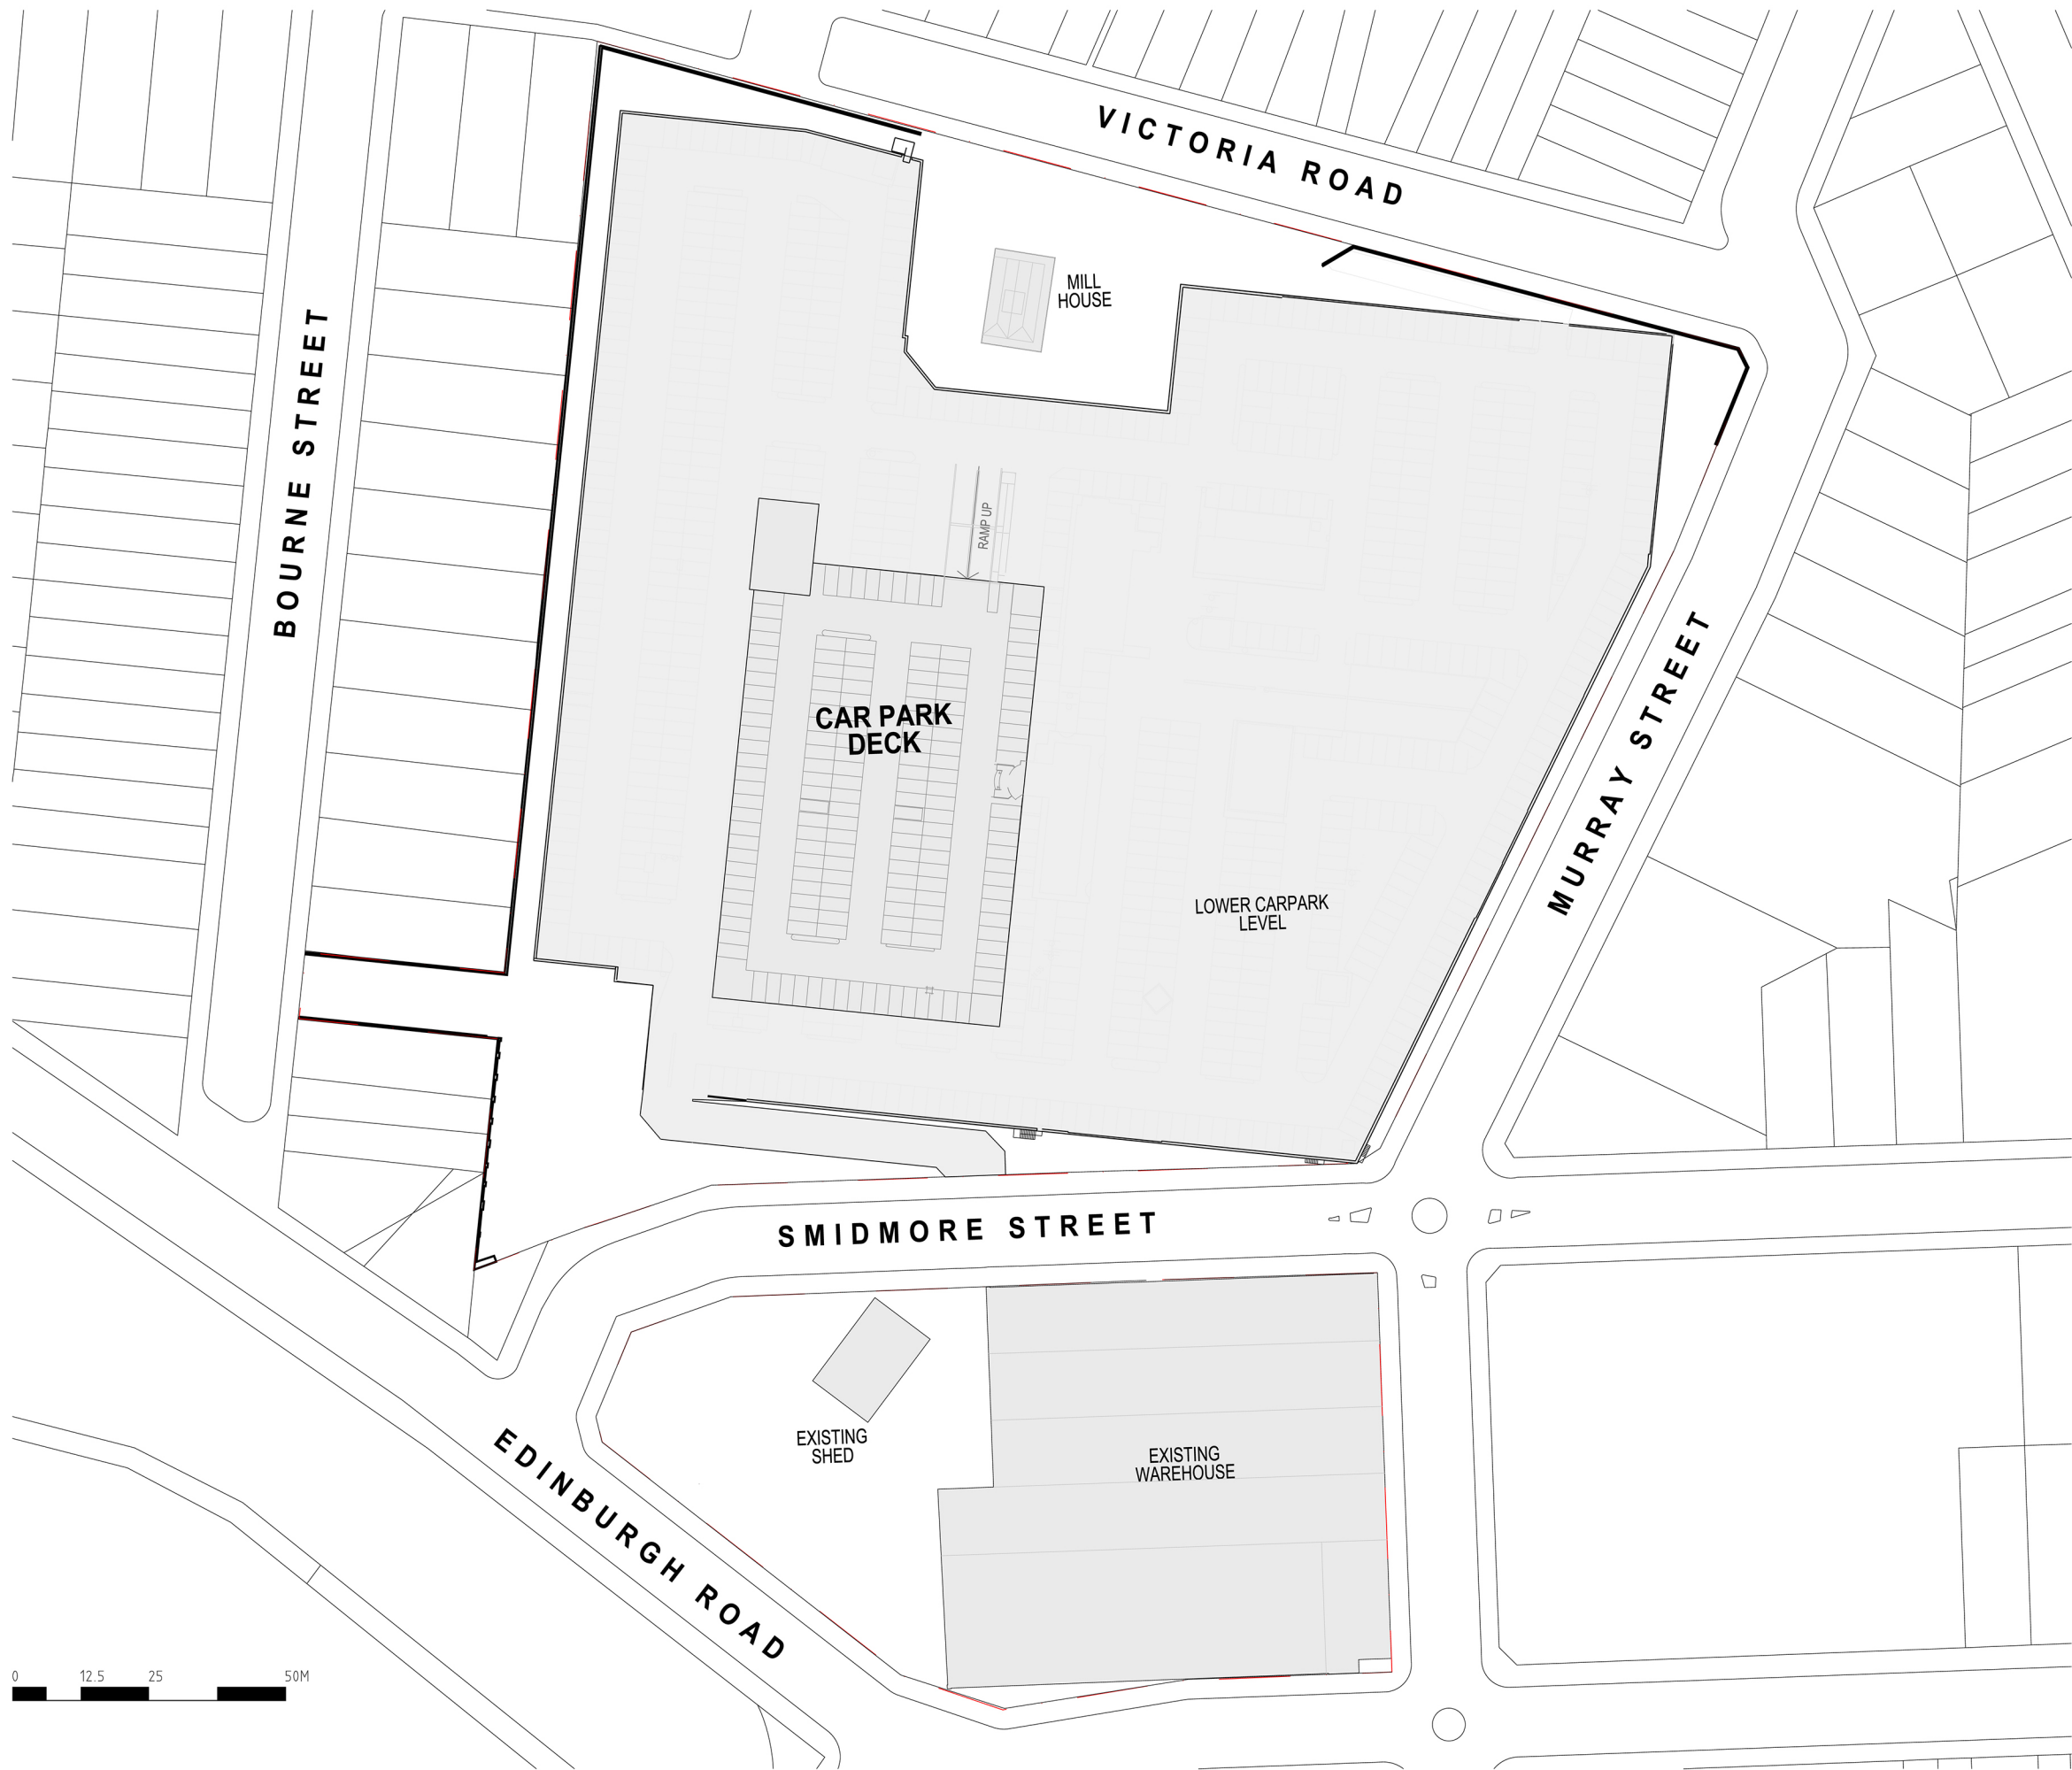 VICTORIA ROAD
MILL
HOUSE
BOURNE STREET
RAMP UP
CAR PARK
DECK
MURRAY STREET
LOWER CARPARK
LEVEL
SMIDMORE STREET
EXISTING
SHED
EXISTING
WAREHOUSE
EDINBURGH ROAD
0 12.5 25 50M